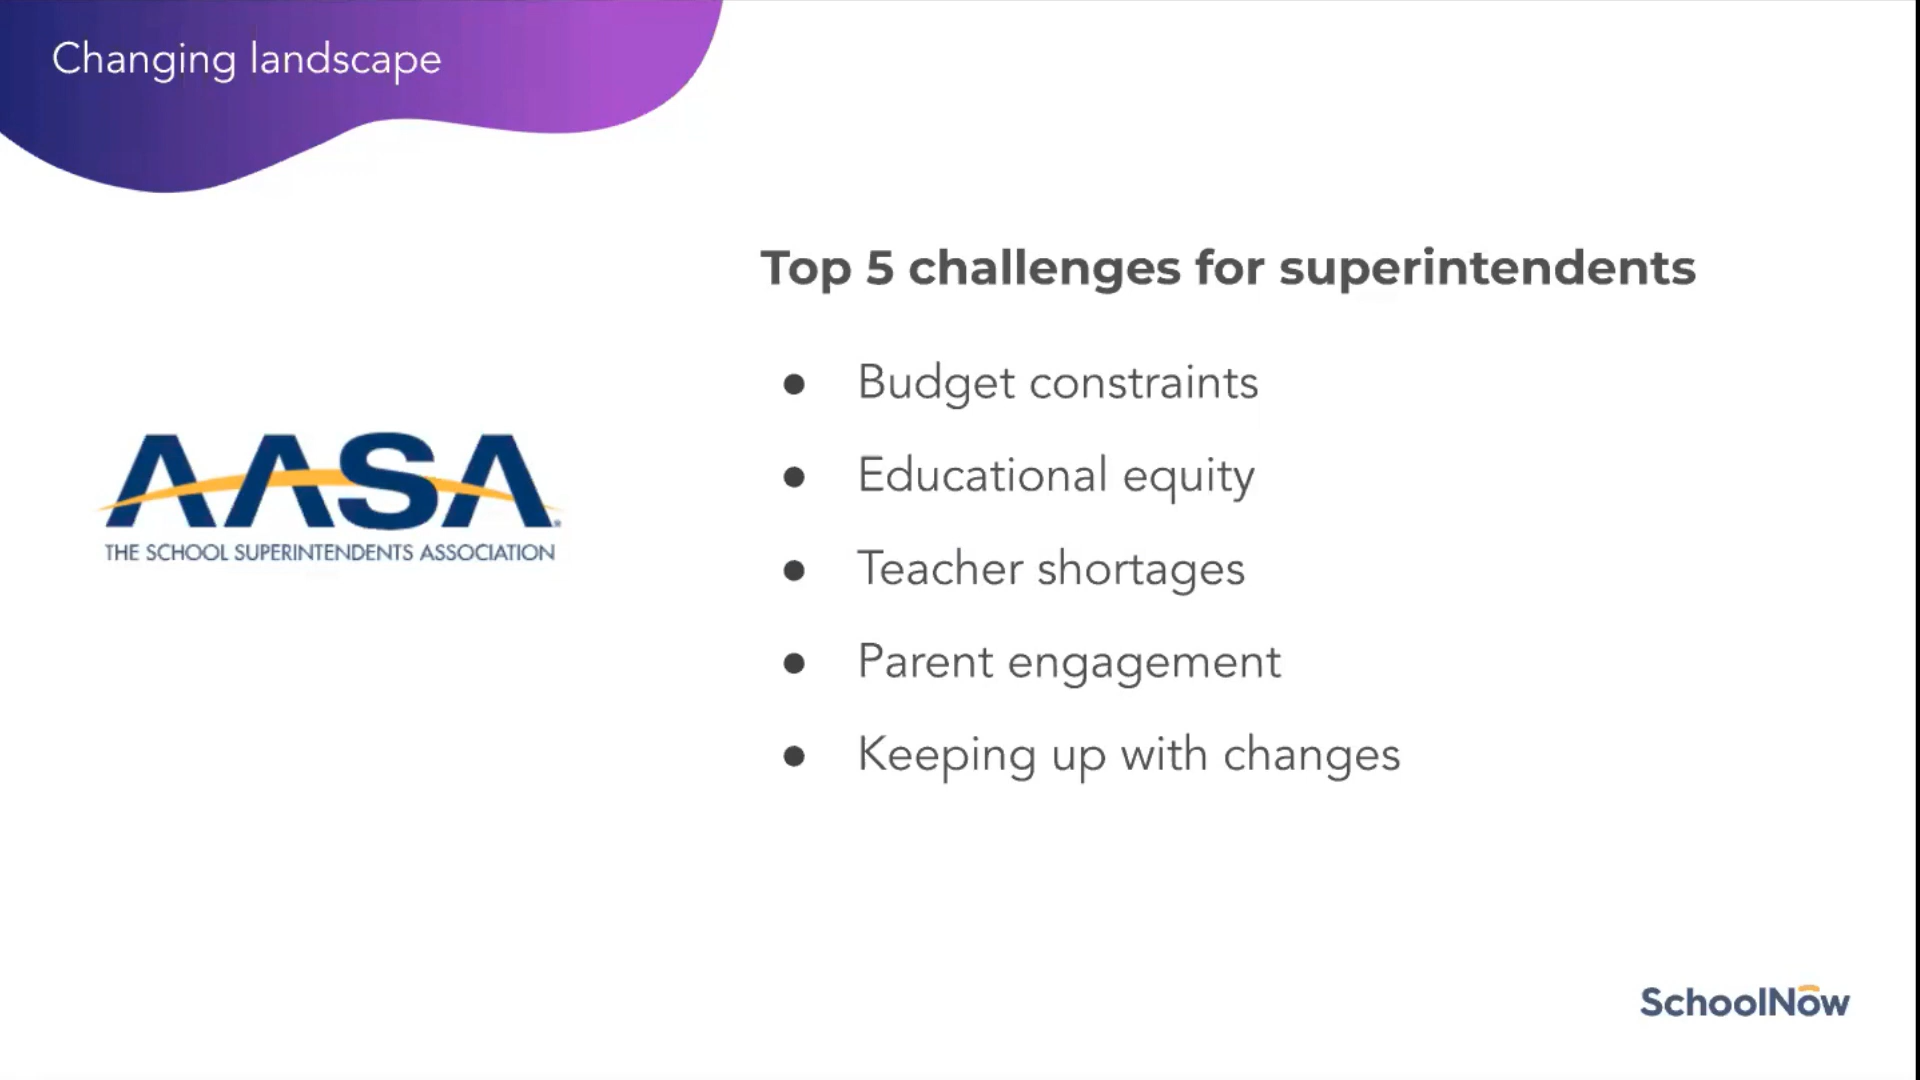 Changing landscape
Top 5 challenges for superintendents
● Budget constraints
● Educational equity
● Teacher shortages
● Parent engagement
● Keeping up with changes
AASA®
THE SCHOOL SUPERINTENDENTS ASSOCIATION
SchoolNow